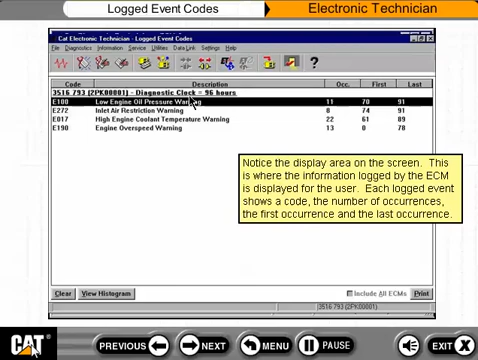 Logged Event Codes
Electronic Technician
Cat Electronic Technician - Logged Event Codes
File Diagnostics Information Service Utilities Data Link Settings Help
Code Description Occ. First Last
3516 793 (2PK00001) - Diagnostic Clock = 96 hours
E100 Low Engine Oil Pressure Warning 11 70 91
E272 Inlet Air Restriction Warning 8 74 91
E017 High Engine Coolant Temperature Warning 22 61 89
E190 Engine Overspeed Warning 13 0 78
Notice the display area on the screen. This
is where the information logged by the ECM
is displayed for the user. Each logged event
shows a code, the number of occurrences,
the first occurrence and the last occurrence.
Clear View Histogram Include All ECMs Print
3516 793 (2PK00001)
CAT PREVIOUS NEXT MENU PAUSE EXIT